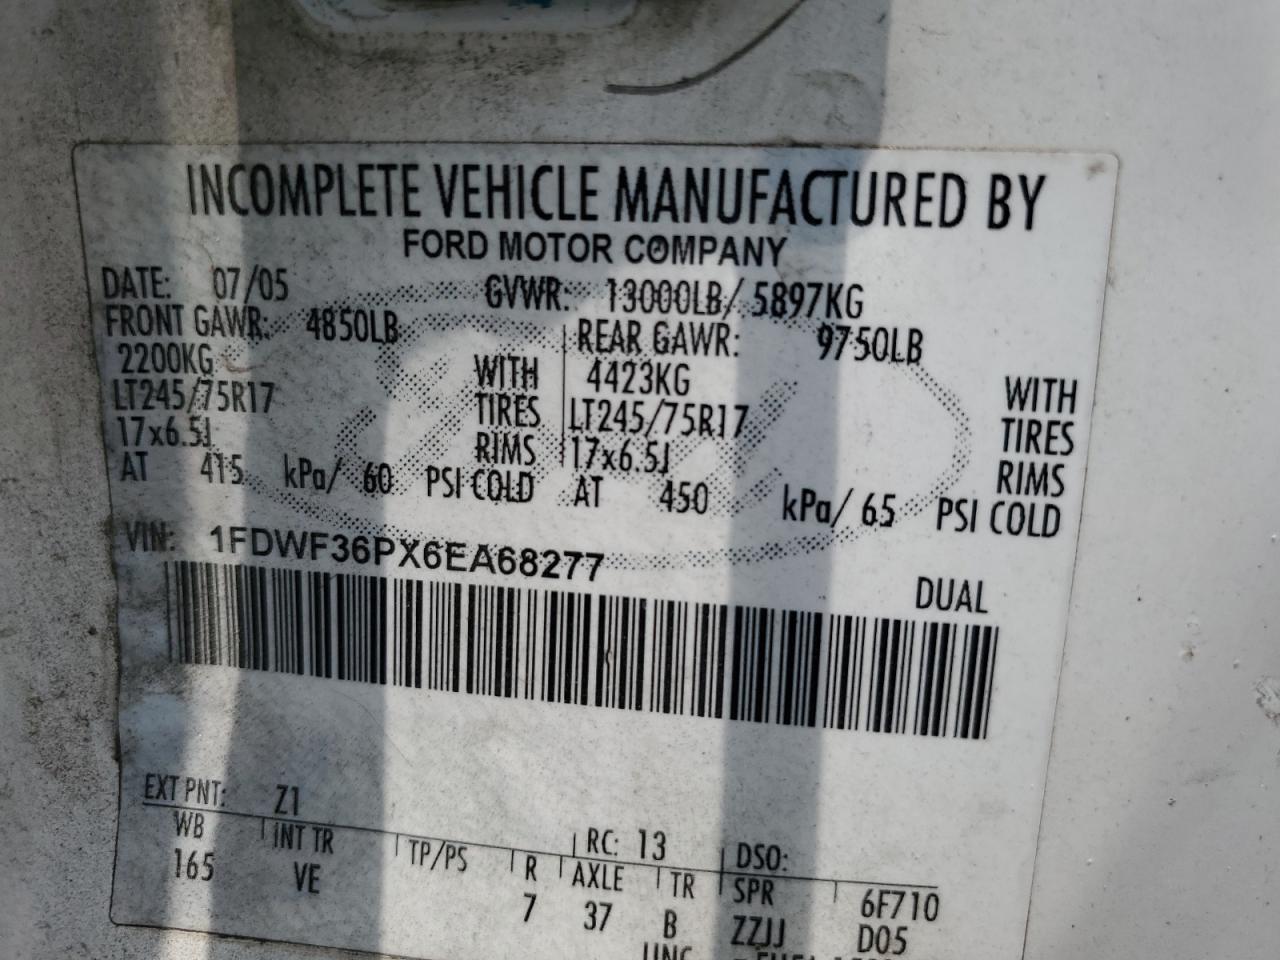 INCOMPLETE VEHICLE MANUFACTURED BY
FORD MOTOR COMPANY
DATE: 07/05 GVWR: 13000LB/ 5897KG
FRONT GAWR: 4850LB REAR GAWR: 9750LB
2200KG WITH 4423KG WITH
LT245/75R17 TIRES LT245/75R17 TIRES
17x6.5J RIMS 17x6.5J RIMS
AT 415 kPa/ 60 PSI COLD AT 450 kPa/ 65 PSI COLD
VIN: 1FDWF36PX6EA68277
DUAL
EXT PNT: Z1 RC: 13 DSO:
WB INT TR TP/PS R AXLE TR SPR 6F710
165 VE 7 37 B ZZJJ D05